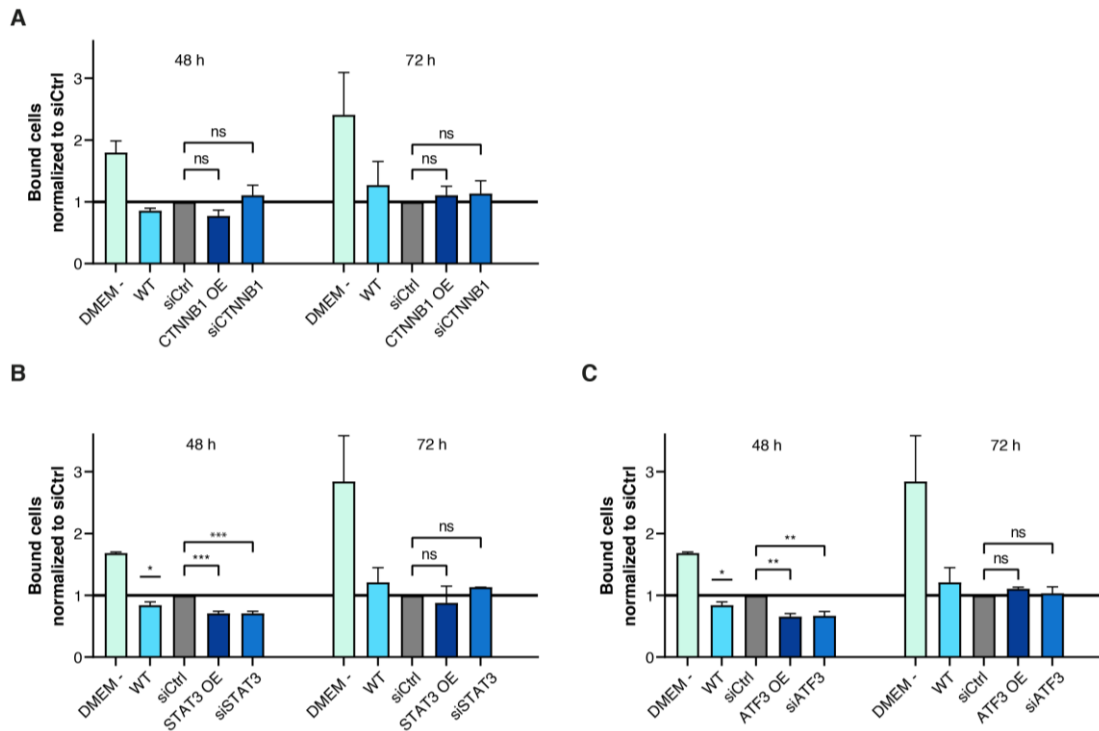 A
48 h
72 h
Bound cells
normalized to siCtrl
3
2
1
0
ns
ns
ns
ns
DMEM -
WT
siCtrl
CTNNB1 OE
siCTNNB1
DMEM -
WT
siCtrl
CTNNB1 OE
siCTNNB1
B
48 h
72 h
Bound cells
normalized to siCtrl
3
2
1
0
*
***
***
ns
ns
DMEM -
WT
siCtrl
STAT3 OE
siSTAT3
DMEM -
WT
siCtrl
STAT3 OE
siSTAT3
C
48 h
72 h
Bound cells
normalized to siCtrl
3
2
1
0
*
**
**
ns
ns
DMEM -
WT
siCtrl
ATF3 OE
siATF3
DMEM -
WT
siCtrl
ATF3 OE
siATF3